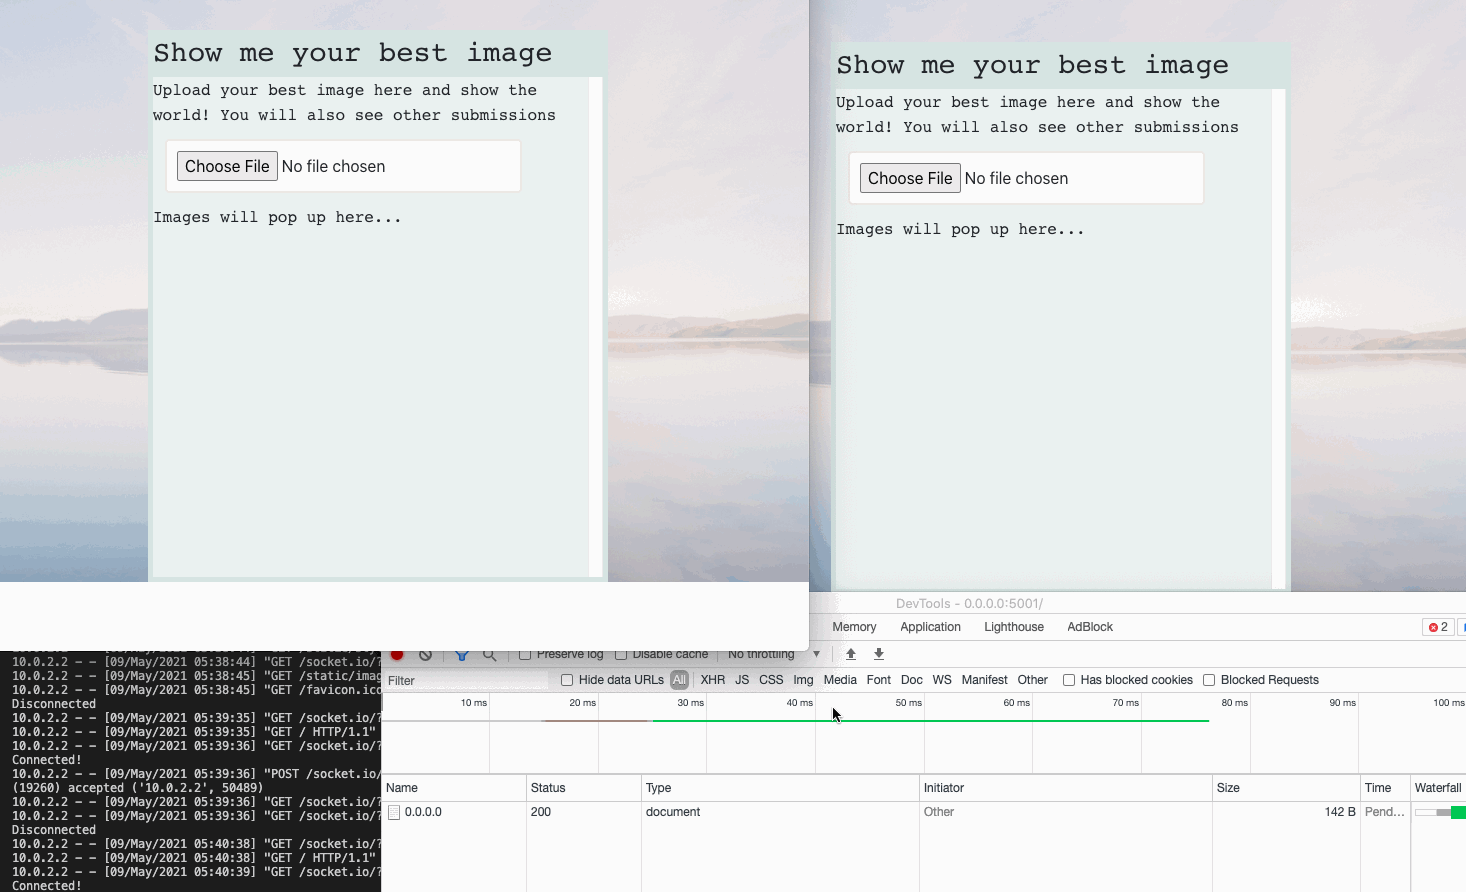 Show me your best image
Upload your best image here and show the
world! You will also see other submissions
Choose File No file chosen
Images will pop up here...
Show me your best image
Upload your best image here and show the
world! You will also see other submissions
Choose File No file chosen
Images will pop up here...
DevTools - 0.0.0.0:5001/
Memory Application Lighthouse AdBlock 2
Preserve log Disable cache No throttling
Filter Hide data URLs All XHR JS CSS Img Media Font Doc WS Manifest Other Has blocked cookies Blocked Requests
10 ms 20 ms 30 ms 40 ms 50 ms 60 ms 70 ms 80 ms 90 ms 100 ms
Name Status Type Initiator Size Time Waterfall
0.0.0.0 200 document Other 142 B Pend...
10.0.2.2 - - [09/May/2021 05:38:44] "GET /socket.io/?
10.0.2.2 - - [09/May/2021 05:38:45] "GET /static/imag
10.0.2.2 - - [09/May/2021 05:38:45] "GET /favicon.ico
Disconnected
10.0.2.2 - - [09/May/2021 05:39:35] "GET /socket.io/?
10.0.2.2 - - [09/May/2021 05:39:35] "GET / HTTP/1.1"
10.0.2.2 - - [09/May/2021 05:39:36] "GET /socket.io/?
Connected!
10.0.2.2 - - [09/May/2021 05:39:36] "POST /socket.io/
(19260) accepted ('10.0.2.2', 50489)
10.0.2.2 - - [09/May/2021 05:39:36] "GET /socket.io/?
10.0.2.2 - - [09/May/2021 05:39:36] "GET /socket.io/?
Disconnected
10.0.2.2 - - [09/May/2021 05:40:38] "GET /socket.io/?
10.0.2.2 - - [09/May/2021 05:40:38] "GET / HTTP/1.1"
10.0.2.2 - - [09/May/2021 05:40:39] "GET /socket.io/?
Connected!